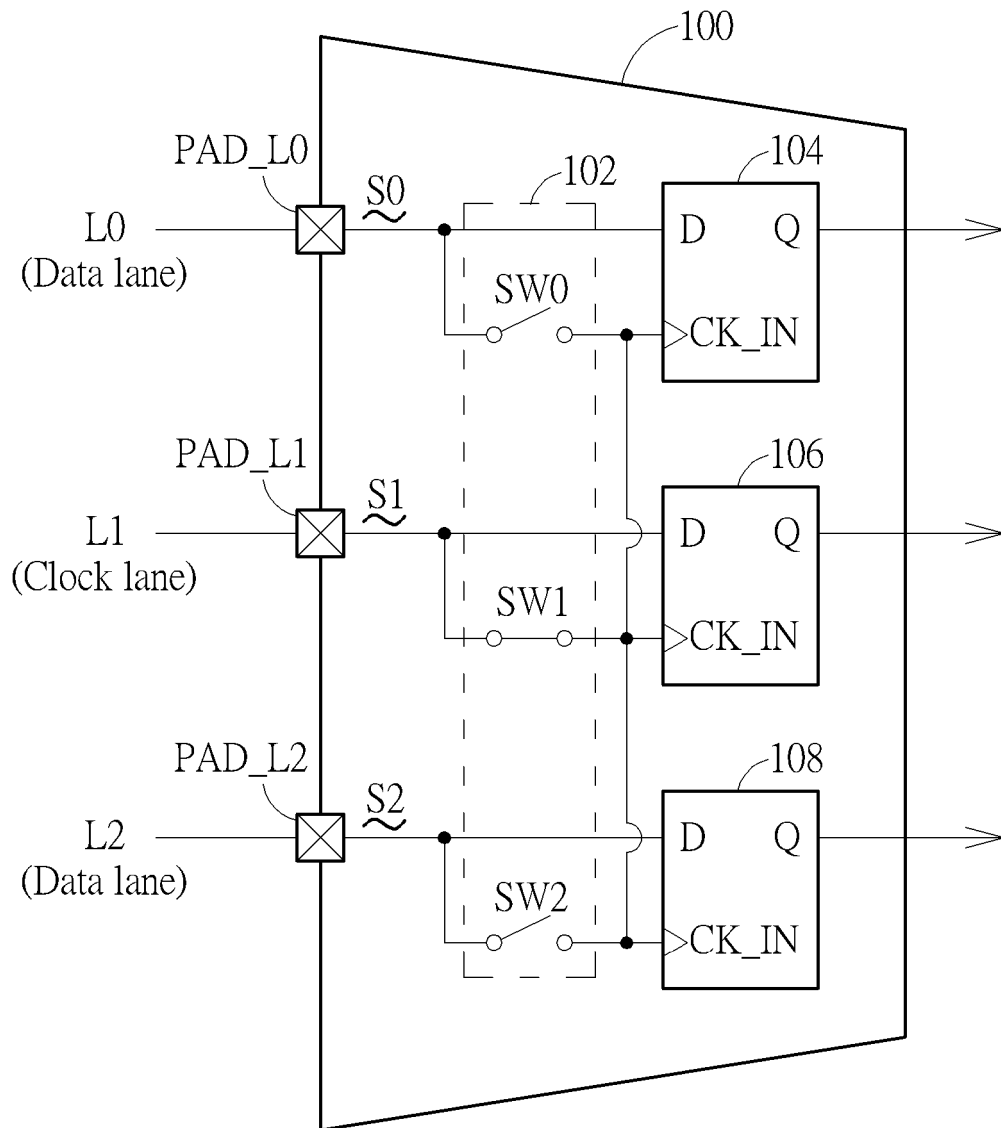 100
PAD_L0
S0
102
104
L0
(Data lane)
D
Q
SW0
CK_IN
PAD_L1
S1
106
L1
(Clock lane)
D
Q
SW1
CK_IN
PAD_L2
S2
108
L2
(Data lane)
D
Q
SW2
CK_IN